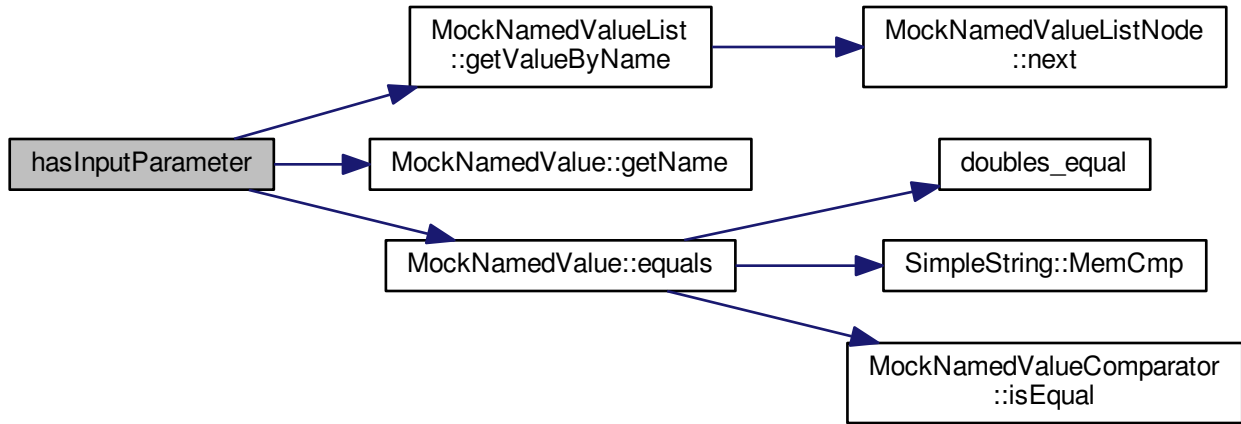 MockNamedValueList
::getValueByName
MockNamedValueListNode
::next
hasInputParameter
MockNamedValue::getName
doubles_equal
MockNamedValue::equals
SimpleString::MemCmp
MockNamedValueComparator
::isEqual